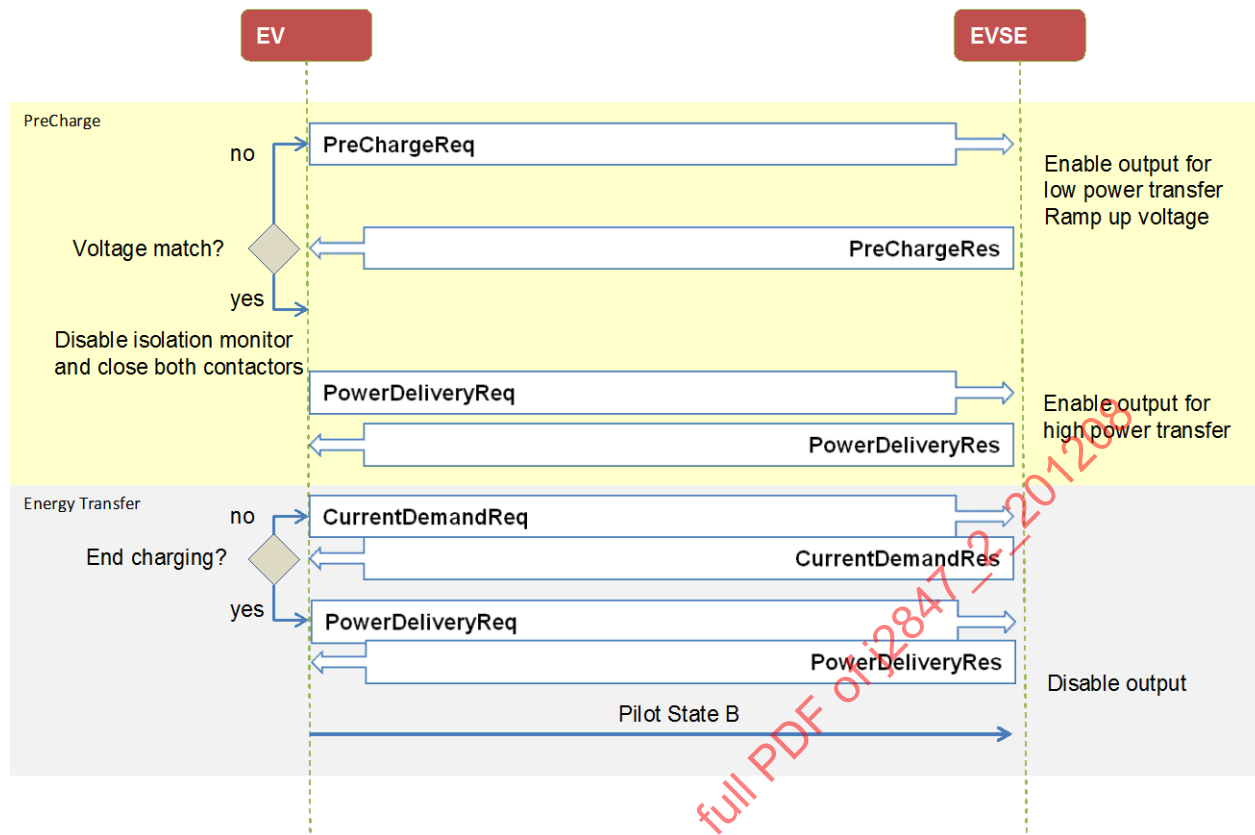 EV
EVSE
PreCharge
no
PreChargeReq
Enable output for
low power transfer
Ramp up voltage
Voltage match?
PreChargeRes
yes
Disable isolation monitor
and close both contactors
PowerDeliveryReq
Enable output for
high power transfer
PowerDeliveryRes
Energy Transfer
no
CurrentDemandReq
End charging?
CurrentDemandRes
yes
PowerDeliveryReq
PowerDeliveryRes
Disable output
Pilot State B
full PDF of j2847_2_201208